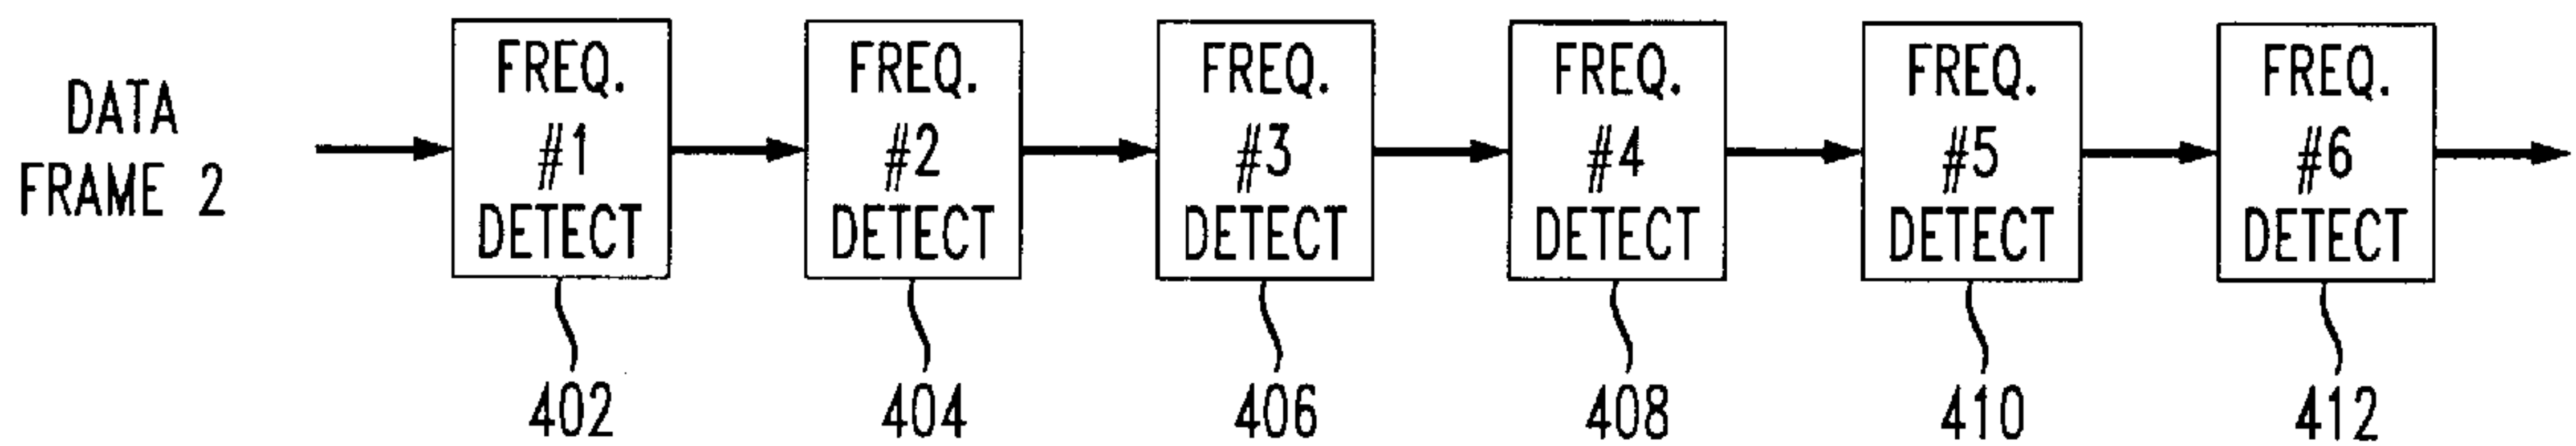 DATA
FRAME 2
FREQ.
#1
DETECT
FREQ.
#2
DETECT
FREQ.
#3
DETECT
FREQ.
#4
DETECT
FREQ.
#5
DETECT
FREQ.
#6
DETECT
402
404
406
408
410
412